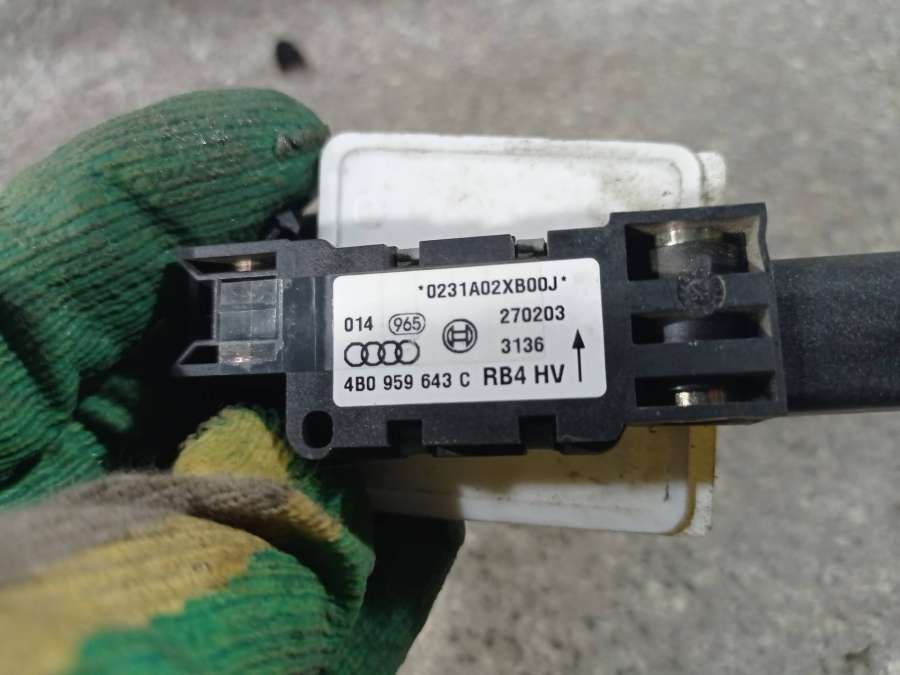 *0231A02XB00J*
014 965 270203
3136
4B0 959 643 C RB4 HV